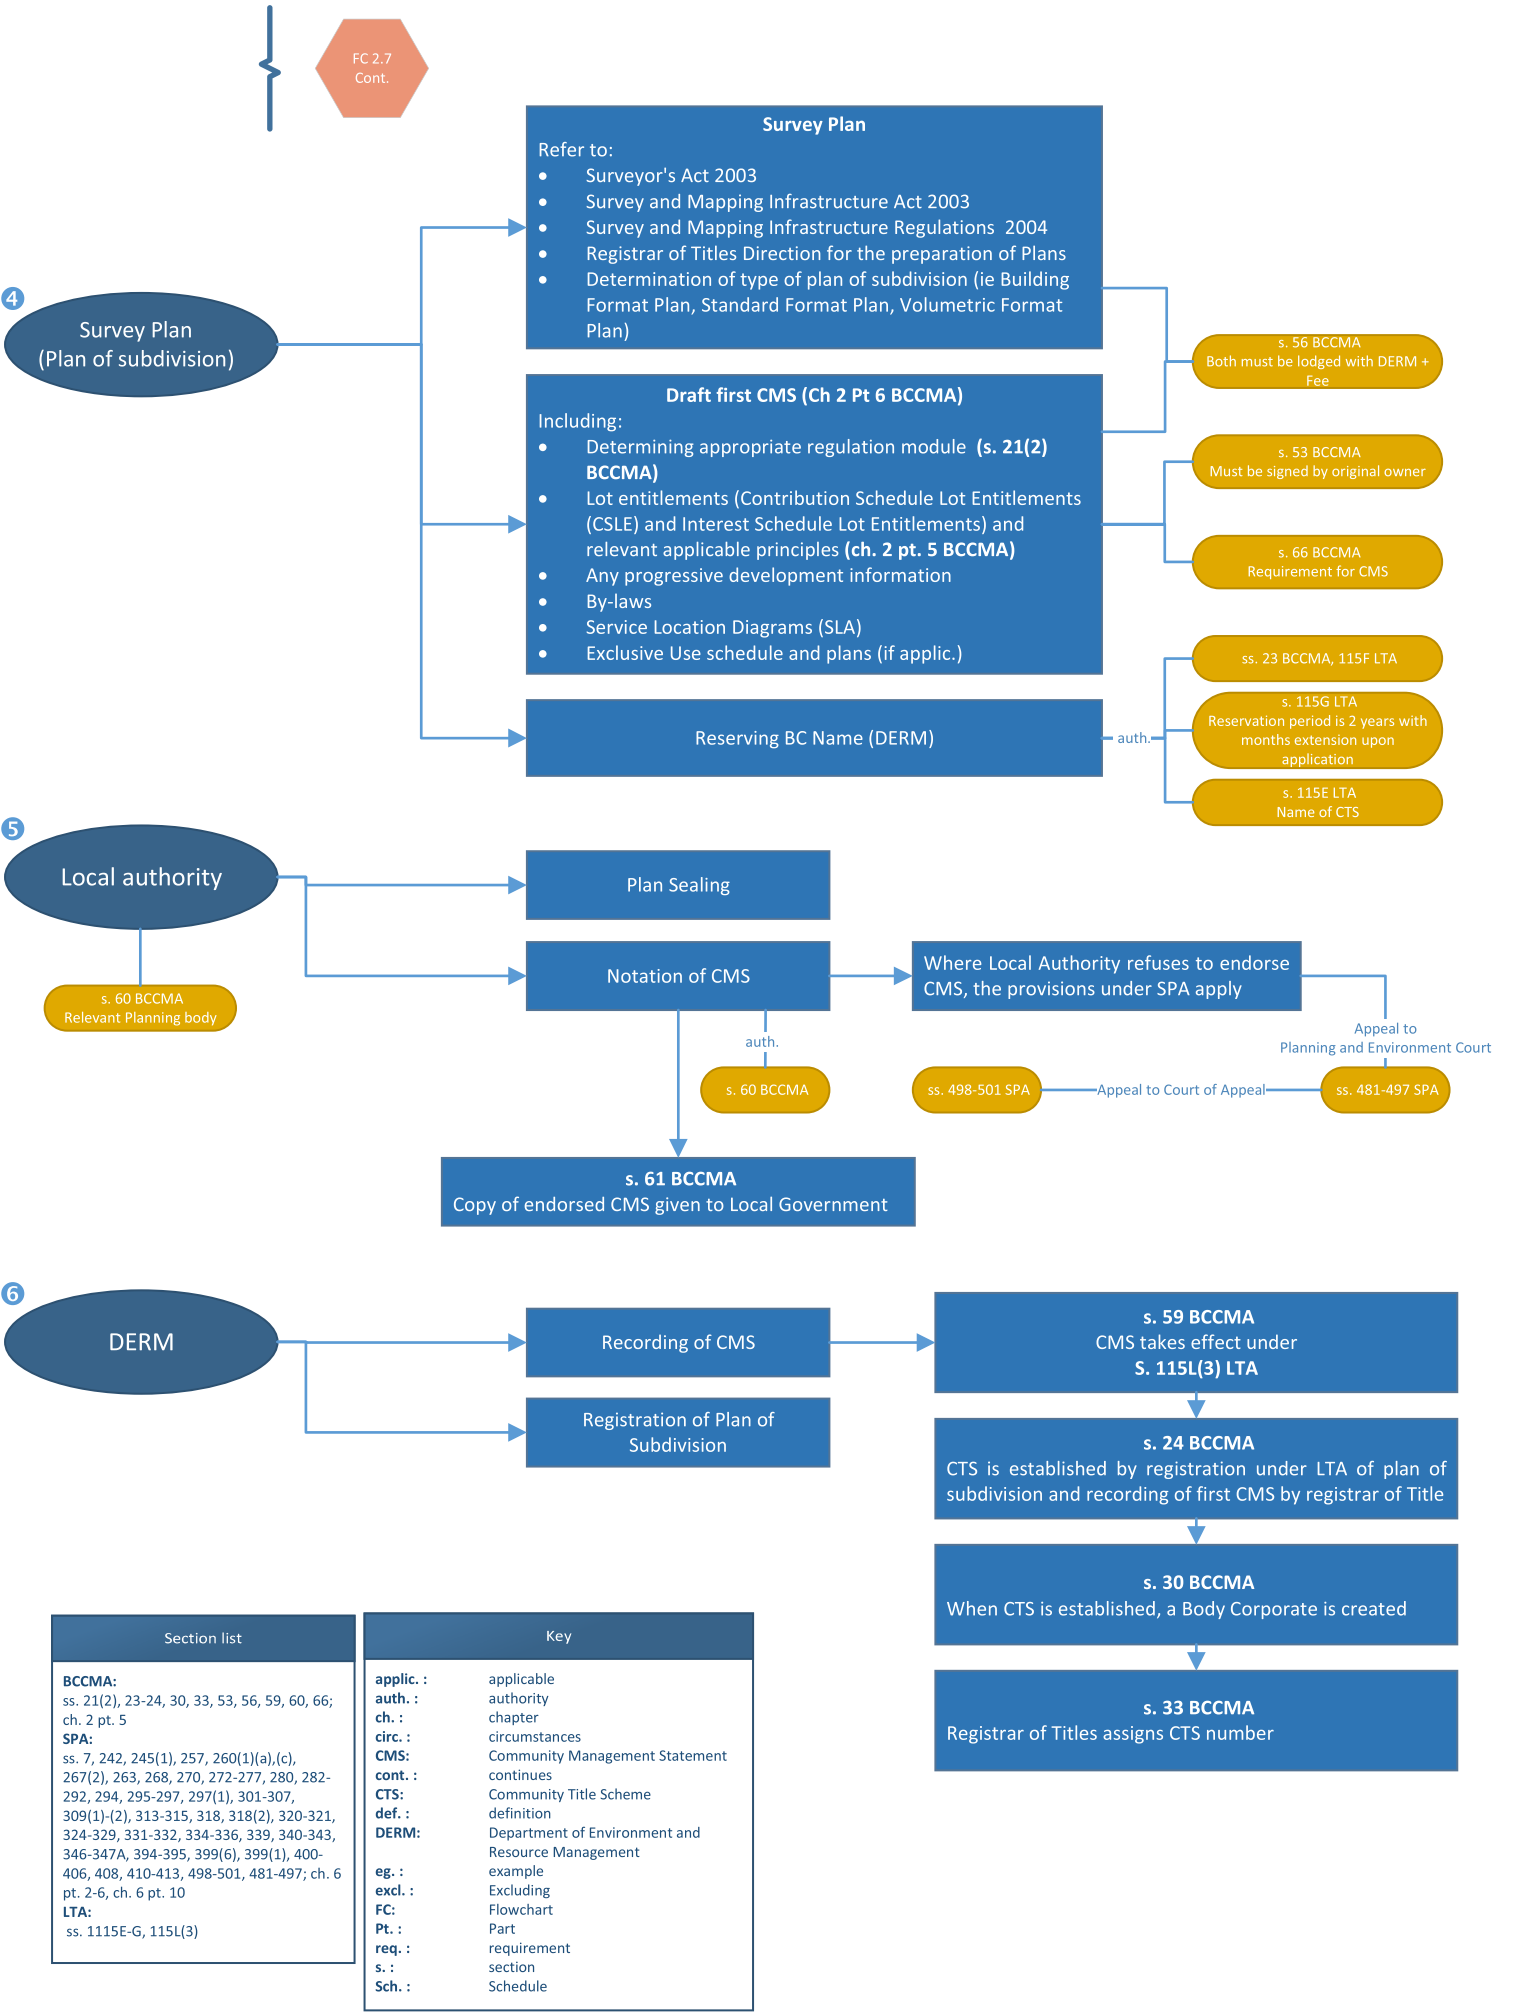 FC 2.7
Cont.
Survey Plan
Refer to:
• Surveyor's Act 2003
• Survey and Mapping Infrastructure Act 2003
• Survey and Mapping Infrastructure Regulations 2004
• Registrar of Titles Direction for the preparation of Plans
• Determination of type of plan of subdivision (ie Building
Format Plan, Standard Format Plan, Volumetric Format
Plan)
4
Survey Plan
(Plan of subdivision)
s. 56 BCCMA
Both must be lodged with DERM +
Fee
Draft first CMS (Ch 2 Pt 6 BCCMA)
Including:
• Determining appropriate regulation module (s. 21(2)
BCCMA)
• Lot entitlements (Contribution Schedule Lot Entitlements
(CSLE) and Interest Schedule Lot Entitlements) and
relevant applicable principles (ch. 2 pt. 5 BCCMA)
• Any progressive development information
• By-laws
• Service Location Diagrams (SLA)
• Exclusive Use schedule and plans (if applic.)
s. 53 BCCMA
Must be signed by original owner
s. 66 BCCMA
Requirement for CMS
Reserving BC Name (DERM)
auth.
ss. 23 BCCMA, 115F LTA
s. 115G LTA
Reservation period is 2 years with
months extension upon
application
s. 115E LTA
Name of CTS
5
Local authority
s. 60 BCCMA
Relevant Planning body
Plan Sealing
Notation of CMS
Where Local Authority refuses to endorse
CMS, the provisions under SPA apply
auth.
s. 60 BCCMA
Appeal to
Planning and Environment Court
ss. 498-501 SPA
Appeal to Court of Appeal
ss. 481-497 SPA
s. 61 BCCMA
Copy of endorsed CMS given to Local Government
6
DERM
Recording of CMS
Registration of Plan of
Subdivision
s. 59 BCCMA
CMS takes effect under
S. 115L(3) LTA
s. 24 BCCMA
CTS is established by registration under LTA of plan of
subdivision and recording of first CMS by registrar of Title
s. 30 BCCMA
When CTS is established, a Body Corporate is created
s. 33 BCCMA
Registrar of Titles assigns CTS number
Section list
BCCMA:
ss. 21(2), 23-24, 30, 33, 53, 56, 59, 60, 66;
ch. 2 pt. 5
SPA:
ss. 7, 242, 245(1), 257, 260(1)(a),(c),
267(2), 263, 268, 270, 272-277, 280, 282-
292, 294, 295-297, 297(1), 301-307,
309(1)-(2), 313-315, 318, 318(2), 320-321,
324-329, 331-332, 334-336, 339, 340-343,
346-347A, 394-395, 399(6), 399(1), 400-
406, 408, 410-413, 498-501, 481-497; ch. 6
pt. 2-6, ch. 6 pt. 10
LTA:
ss. 1115E-G, 115L(3)
Key
applic. : applicable
auth. : authority
ch. : chapter
circ. : circumstances
CMS: Community Management Statement
cont. : continues
CTS: Community Title Scheme
def. : definition
DERM: Department of Environment and
Resource Management
eg. : example
excl. : Excluding
FC: Flowchart
Pt. : Part
req. : requirement
s. : section
Sch. : Schedule